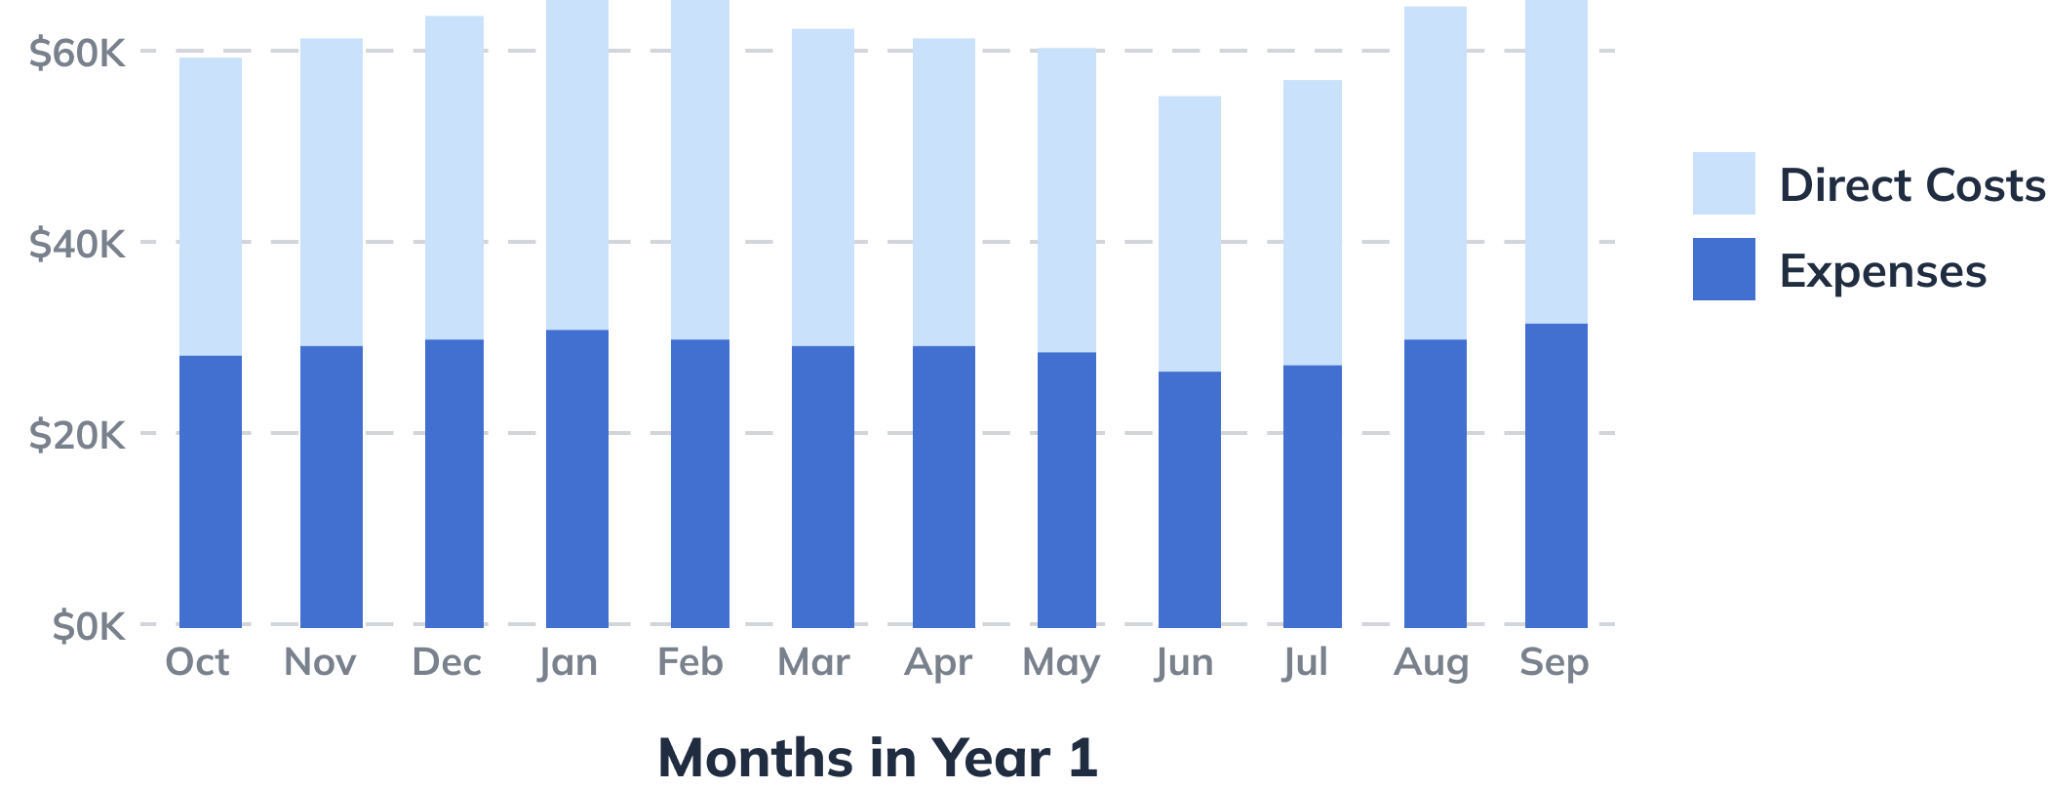 $60K
$40K
$20K
$0K
Oct Nov Dec Jan Feb Mar Apr May Jun Jul Aug Sep
Months in Year 1
Direct Costs
Expenses